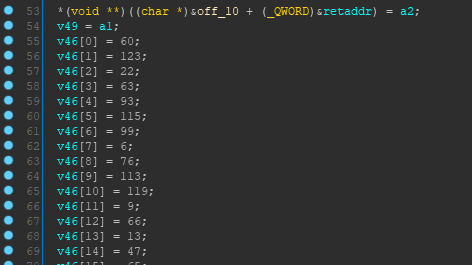 53 *(void **)((char *)&off_10 + (_QWORD)&retaddr) = a2;
54 v49 = a1;
55 v46[0] = 60;
56 v46[1] = 123;
57 v46[2] = 22;
58 v46[3] = 63;
59 v46[4] = 93;
60 v46[5] = 115;
61 v46[6] = 99;
62 v46[7] = 6;
63 v46[8] = 76;
64 v46[9] = 113;
65 v46[10] = 119;
66 v46[11] = 9;
67 v46[12] = 66;
68 v46[13] = 13;
69 v46[14] = 47;